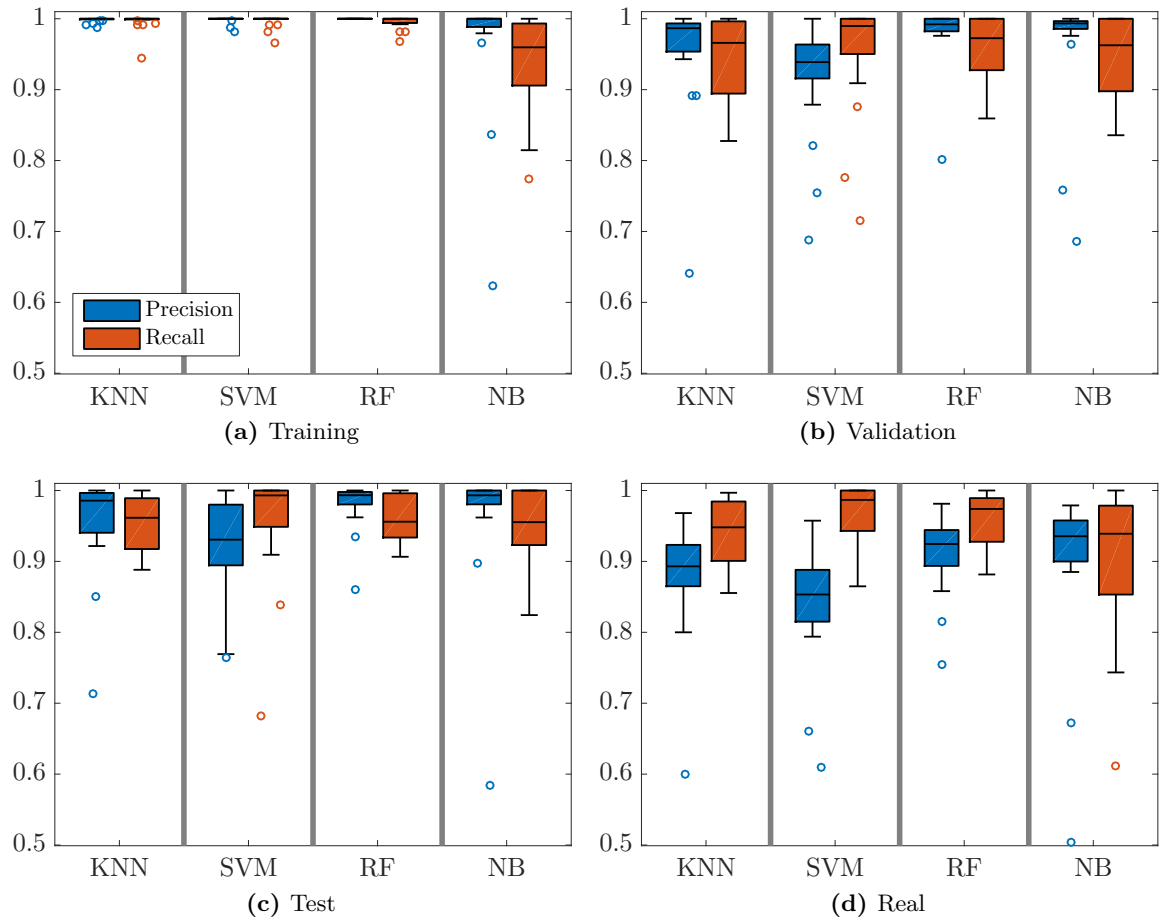 1
0.9
0.8
0.7
0.6
0.5
Precision
Recall
KNN SVM RF NB
(a) Training
1
0.9
0.8
0.7
0.6
0.5
KNN SVM RF NB
(b) Validation
1
0.9
0.8
0.7
0.6
0.5
KNN SVM RF NB
(c) Test
1
0.9
0.8
0.7
0.6
0.5
KNN SVM RF NB
(d) Real